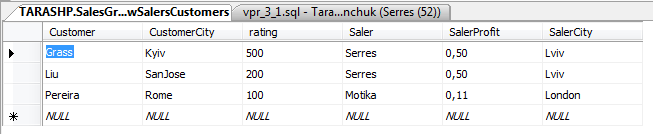 TARASHP.SalesGr...wSalersCustomers vpr_3_1.sql - Tara...nchuk (Serres (52))
Customer CustomerCity rating Saler SalerProfit SalerCity
Grass Kyiv 500 Serres 0,50 Lviv
Liu SanJose 200 Serres 0,50 Lviv
Pereira Rome 100 Motika 0,11 London
NULL NULL NULL NULL NULL NULL